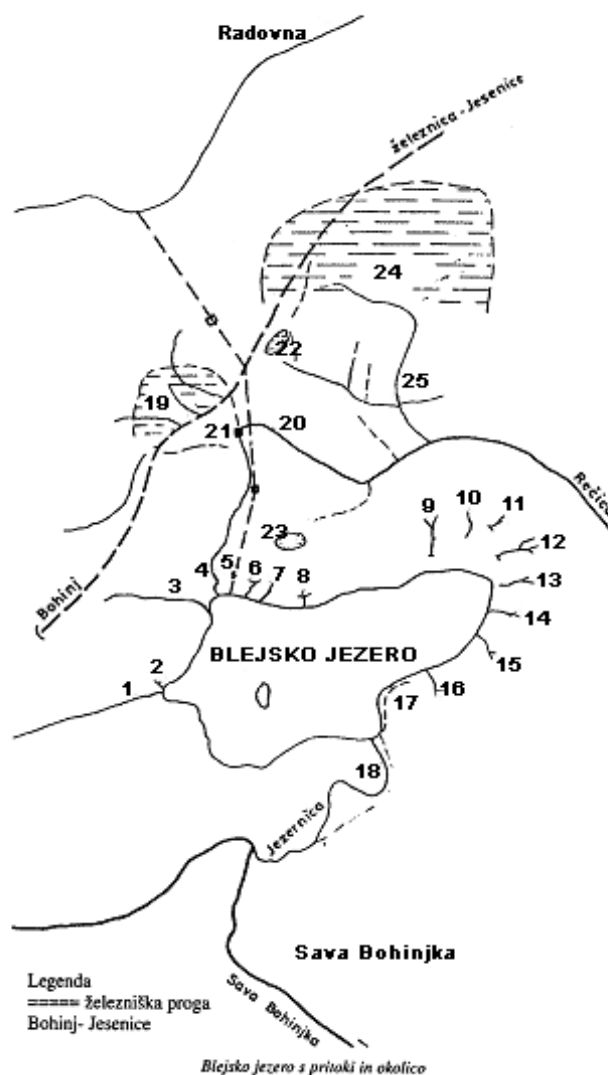 Radovna
železnica - Jesenice
24
22
25
19
21
20
Rečica
9
10
11
12
23
13
5
6
7
8
4
3
14
Bohinj
BLEJSKO JEZERO
15
2
16
1
17
18
Jezernica
Sava Bohinjka
Legenda
===== železniška proga
Bohinj- Jesenice
Sava Bohinjka
Blejsko jezero s pritoki in okolico